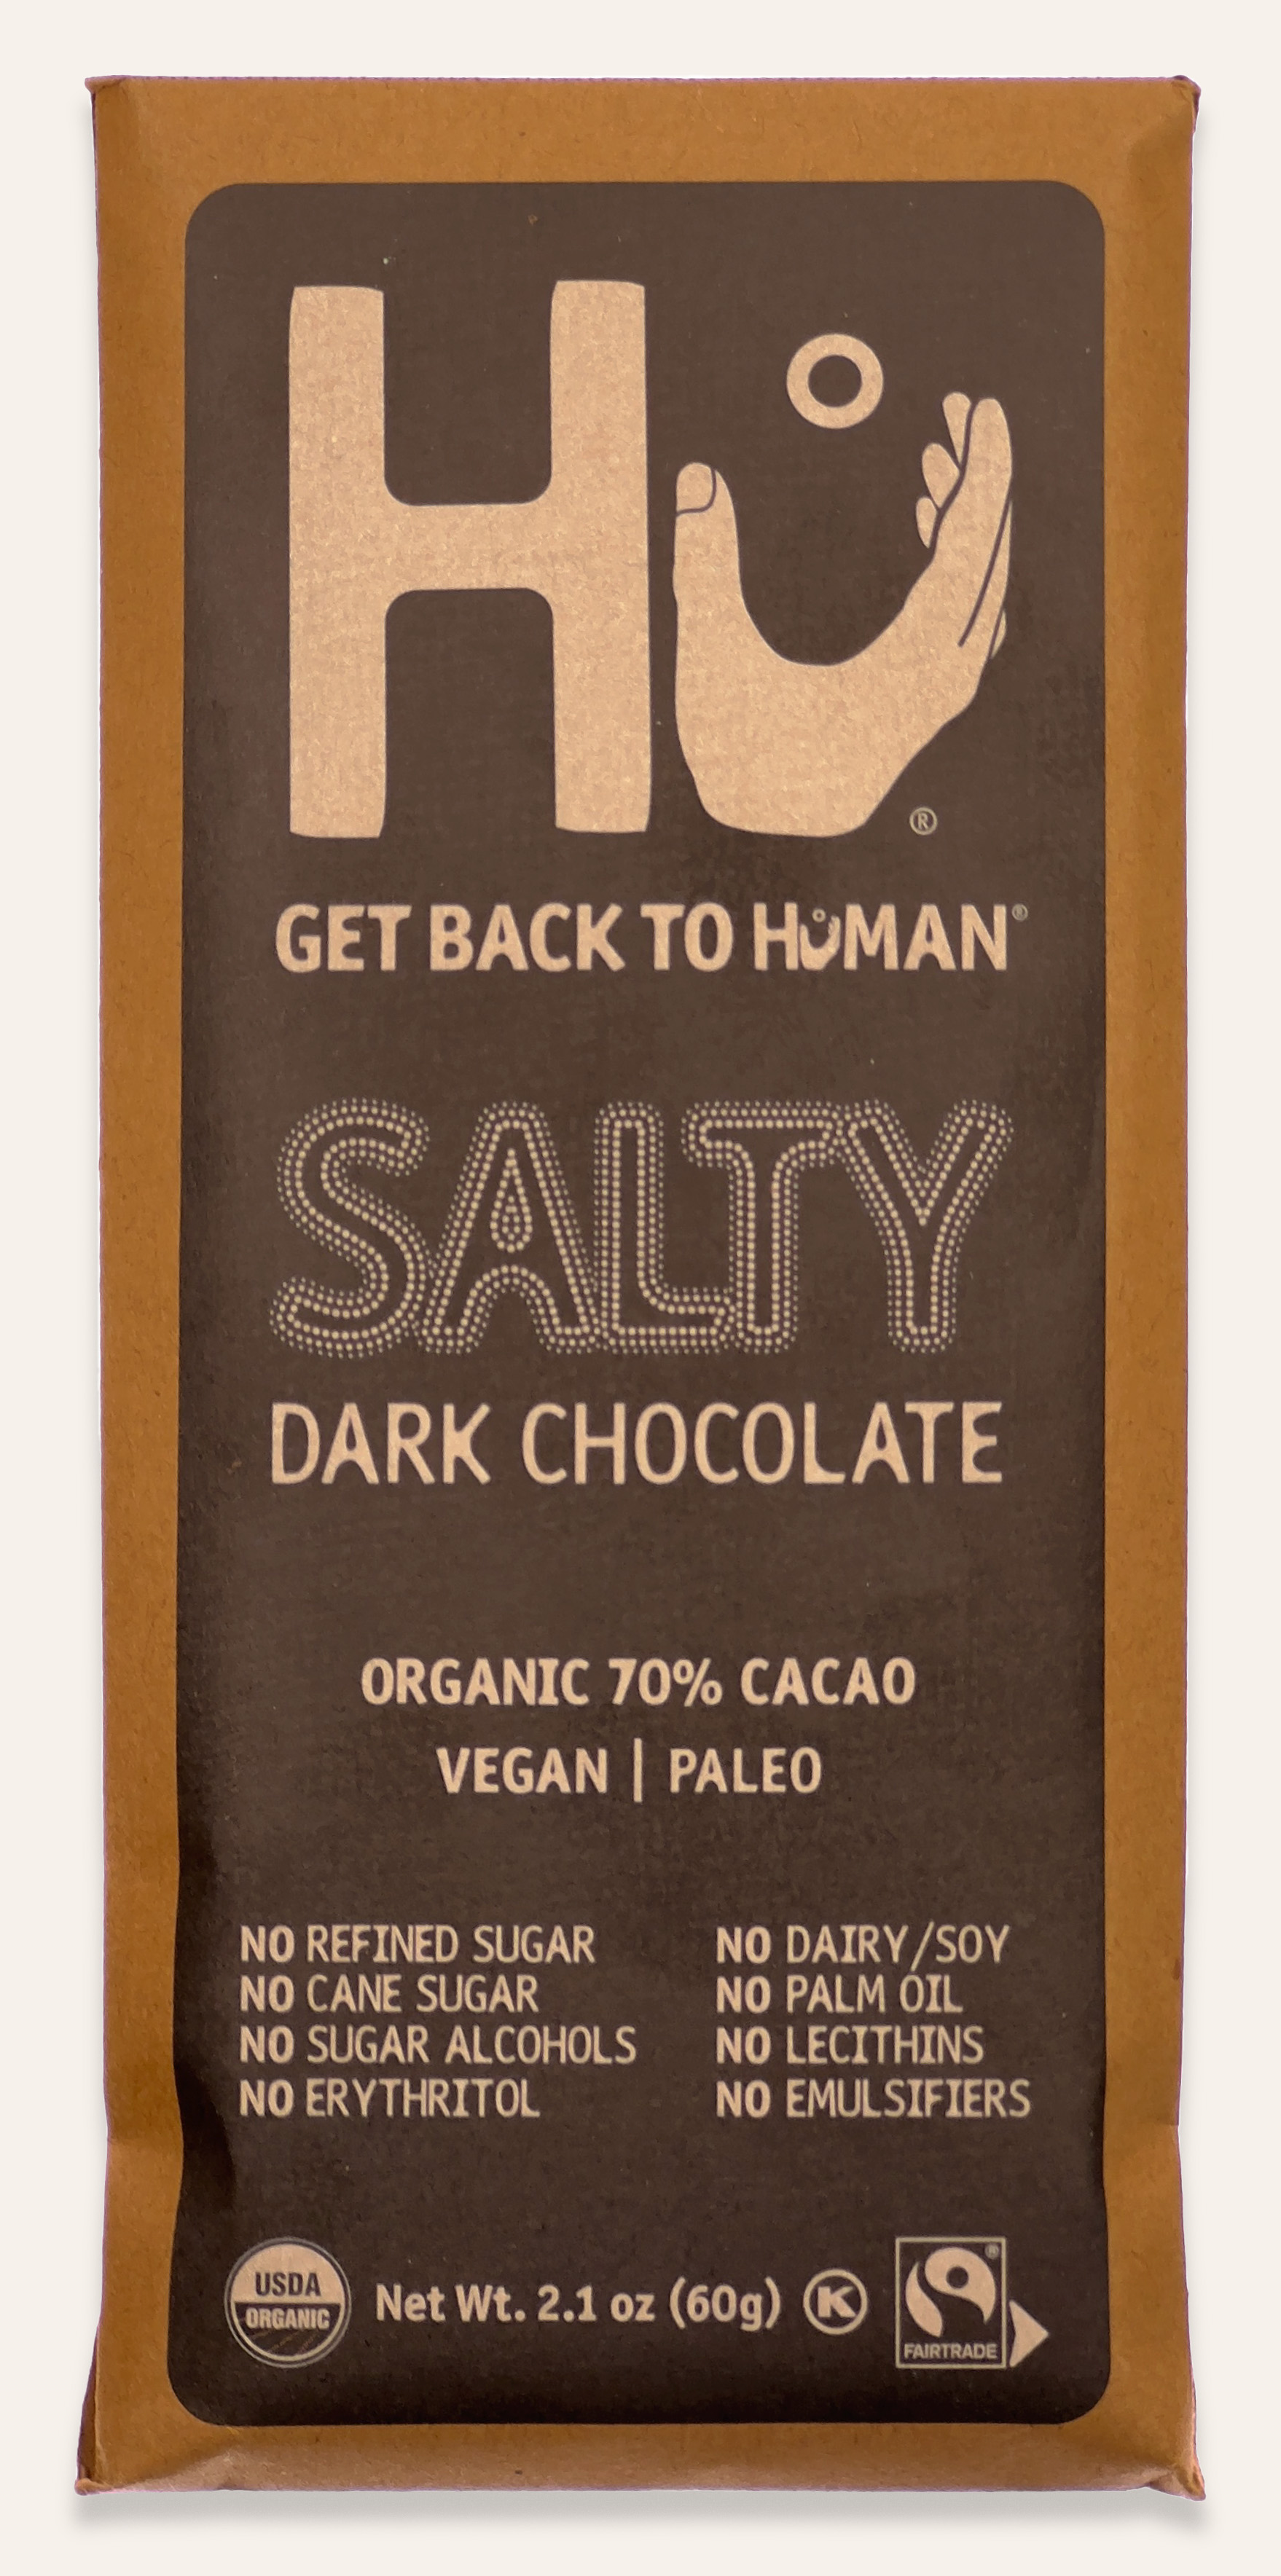 Hu®
GET BACK TO HUMAN®
SALTY
DARK CHOCOLATE
ORGANIC 70% CACAO
VEGAN | PALEO
NO REFINED SUGAR
NO CANE SUGAR
NO SUGAR ALCOHOLS
NO ERYTHRITOL
NO DAIRY/SOY
NO PALM OIL
NO LECITHINS
NO EMULSIFIERS
USDA
ORGANIC
Net Wt. 2.1 oz (60g)
K
®
FAIRTRADE